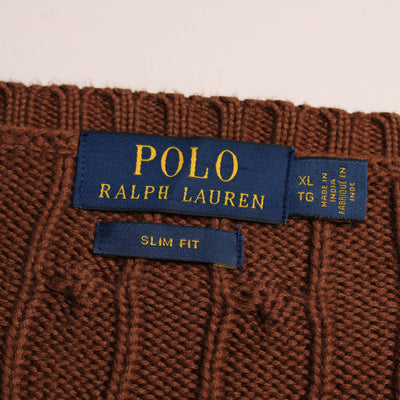 POLO
RALPH LAUREN
SLIM FIT
XL
TG
MADE IN
INDIA
FABRIQUÉ EN
INDE